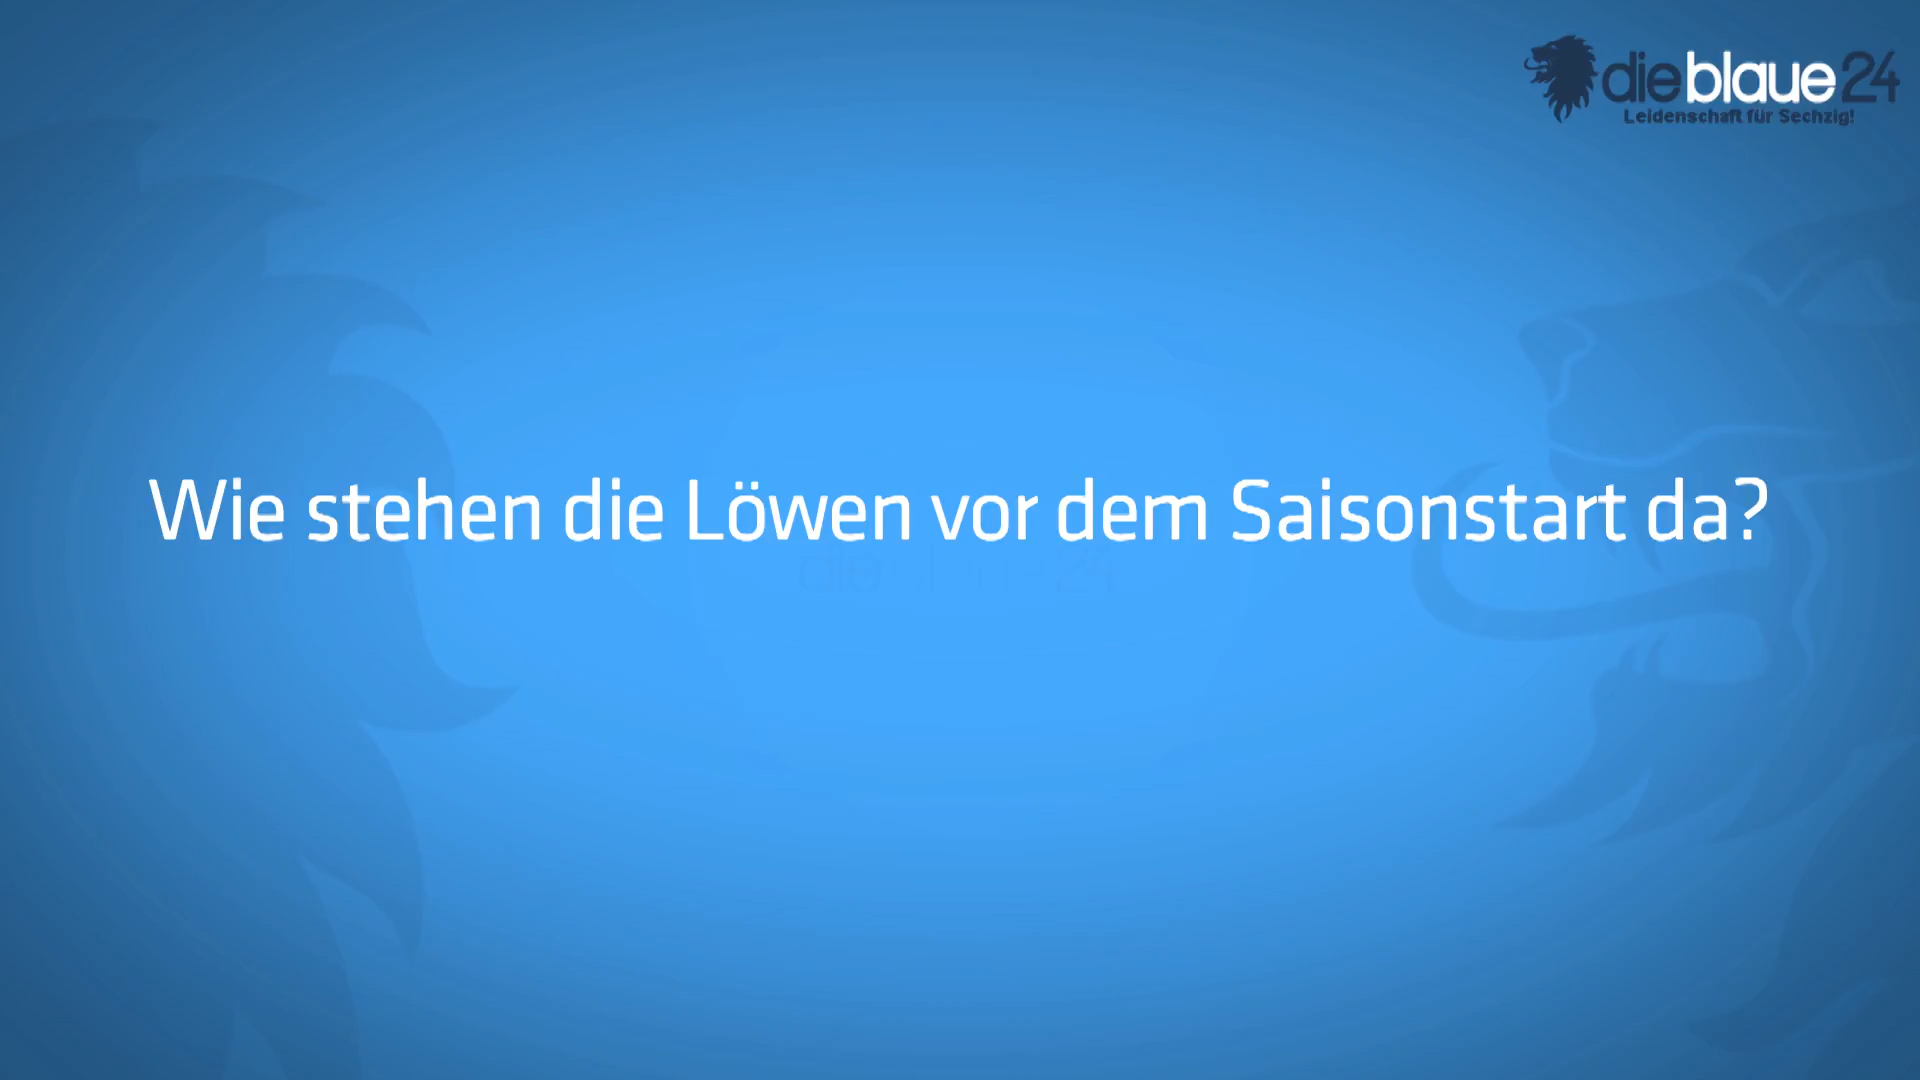 dieblaue24
Leidenschaft für Sechzig!
Wie stehen die Löwen vor dem Saisonstart da?